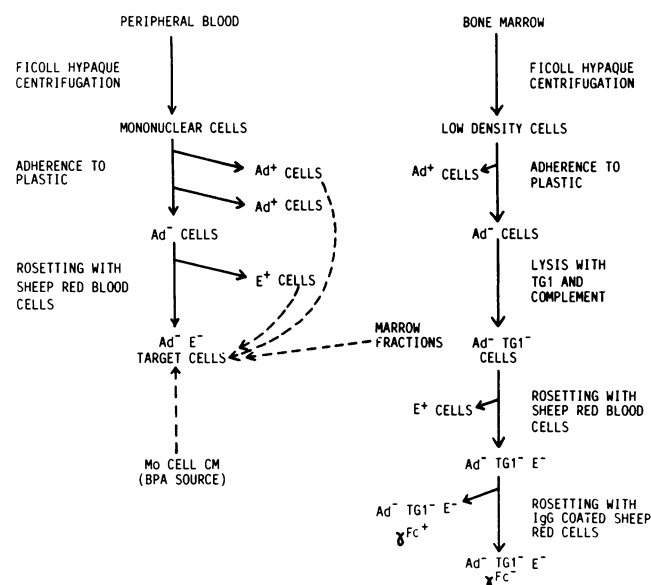 PERIPHERAL BLOOD
FICOLL HYPAQUE
CENTRIFUGATION
MONONUCLEAR CELLS
ADHERENCE TO
PLASTIC
Ad⁺ CELLS
Ad⁺ CELLS
Ad⁻ CELLS
ROSETTING WITH
SHEEP RED BLOOD
CELLS
E⁺ CELLS
Ad⁻ E⁻
TARGET CELLS
MARROW
FRACTIONS
Mo CELL CM
(BPA SOURCE)
BONE MARROW
FICOLL HYPAQUE
CENTRIFUGATION
LOW DENSITY CELLS
Ad⁺ CELLS
ADHERENCE TO
PLASTIC
Ad⁻ CELLS
LYSIS WITH
TG1 AND
COMPLEMENT
Ad⁻ TG1⁻
CELLS
E⁺ CELLS
ROSETTING WITH
SHEEP RED BLOOD
CELLS
Ad⁻ TG1⁻ E⁻
Ad⁻ TG1⁻ E⁻
γFc⁺
ROSETTING WITH
IgG COATED SHEEP
RED CELLS
Ad⁻ TG1⁻ E⁻
γFc⁻